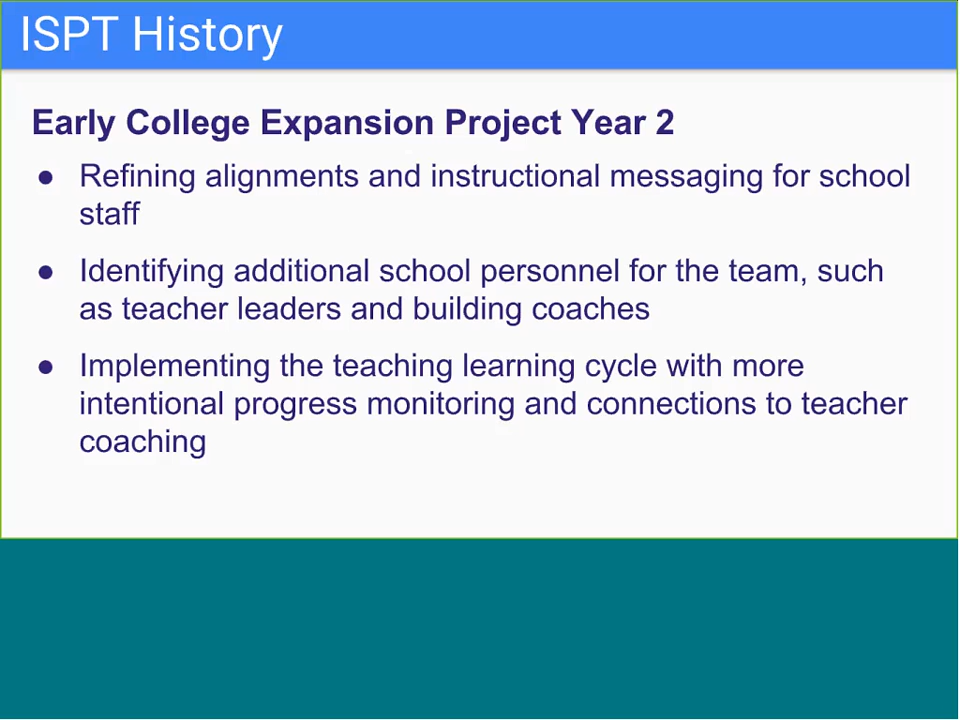 ISPT History
Early College Expansion Project Year 2
● Refining alignments and instructional messaging for school
staff
● Identifying additional school personnel for the team, such
as teacher leaders and building coaches
● Implementing the teaching learning cycle with more
intentional progress monitoring and connections to teacher
coaching